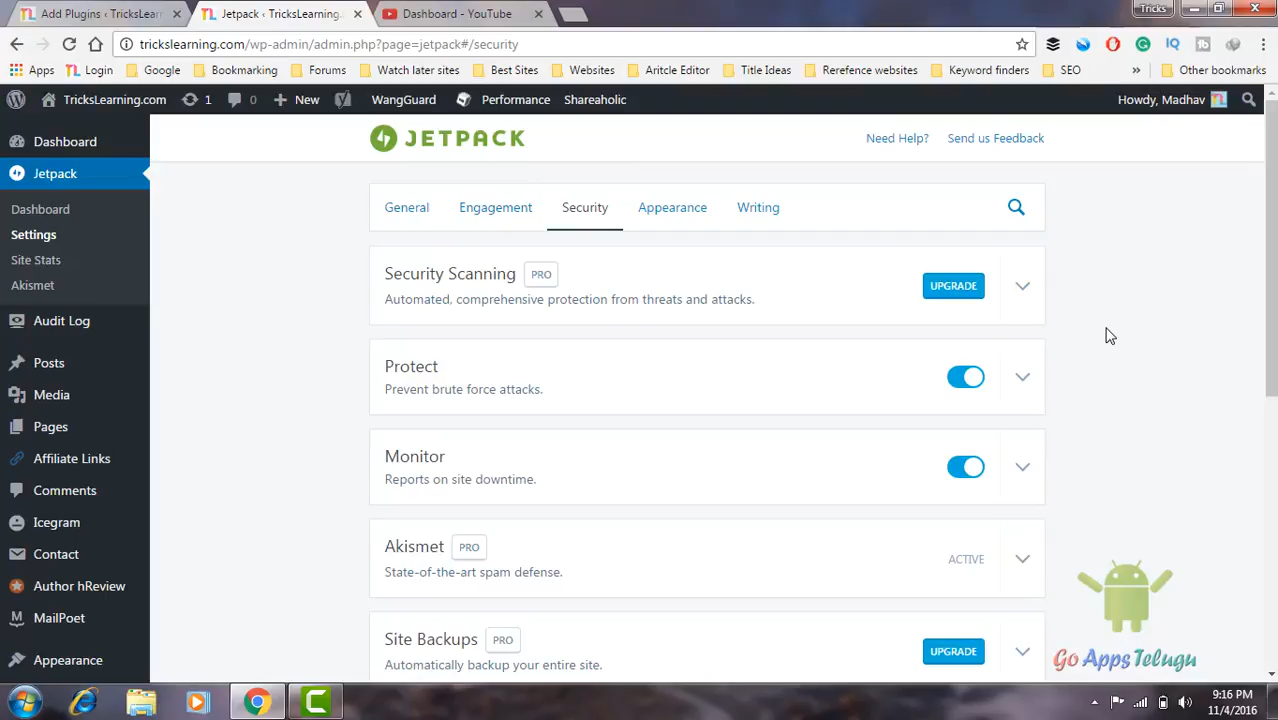 Add Plugins ‹ TricksLearn
Jetpack ‹ TricksLearning.
Dashboard - YouTube
Tricks
trickslearning.com/wp-admin/admin.php?page=jetpack#/security
Apps
Login
Google
Bookmarking
Forums
Watch later sites
Best Sites
Websites
Aritcle Editor
Title Ideas
Rerefence websites
Keyword finders
SEO
»
Other bookmarks
TricksLearning.com
1
0
New
WangGuard
Performance
Shareaholic
Howdy, Madhav
Dashboard
Jetpack
Dashboard
Settings
Site Stats
Akismet
Audit Log
Posts
Media
Pages
Affiliate Links
Comments
Icegram
Contact
Author hReview
MailPoet
Appearance
JETPACK
Need Help?
Send us Feedback
General
Engagement
Security
Appearance
Writing
Security Scanning PRO
Automated, comprehensive protection from threats and attacks.
UPGRADE
Protect
Prevent brute force attacks.
Monitor
Reports on site downtime.
Akismet PRO
State-of-the-art spam defense.
ACTIVE
Site Backups PRO
Automatically backup your entire site.
UPGRADE
Go Apps Telugu
9:16 PM
11/4/2016